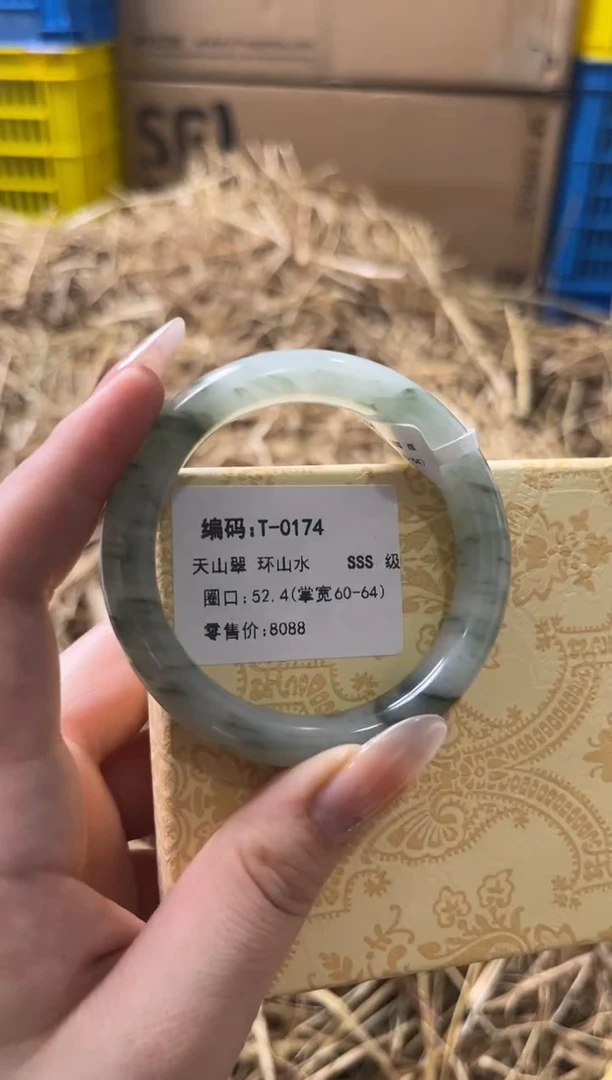 SF
编码:T-0174
天山翠 环山水 SSS 级
圈口:52.4(掌宽60-64)
零售价:8088